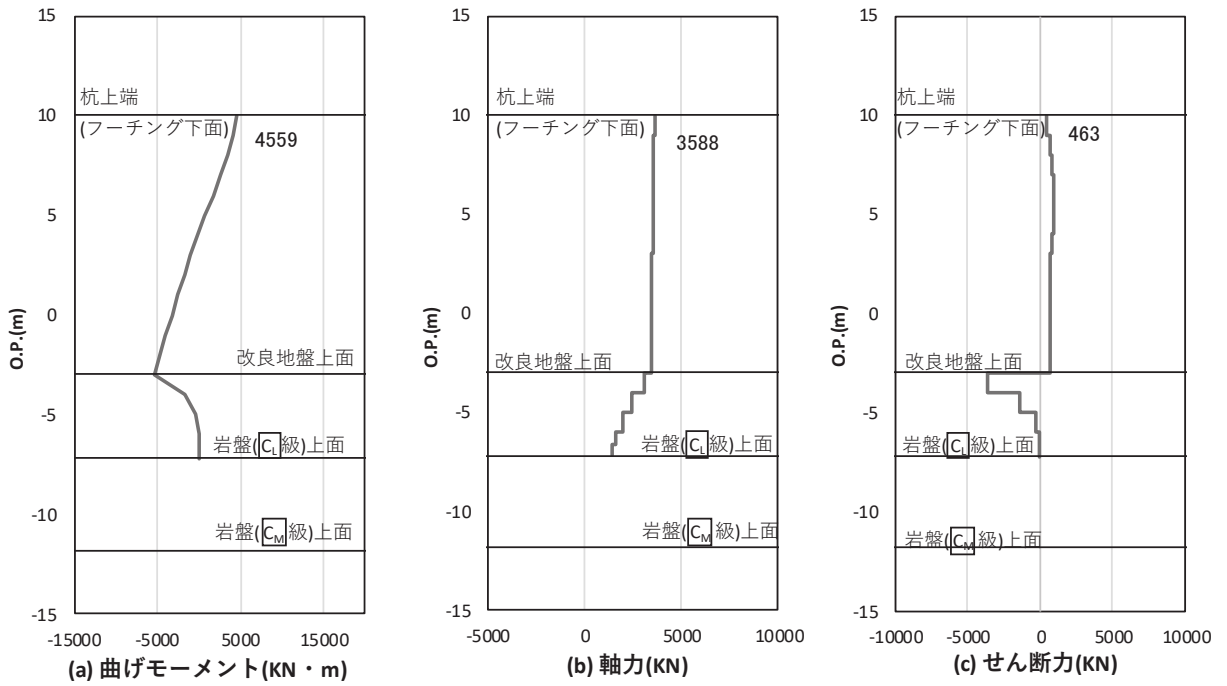 15
10
5
0
-5
-10
-15
O.P.(m)
杭上端
(フーチング下面)
4559
改良地盤上面
岩盤(CL級)上面
岩盤(CM級)上面
-15000 -5000 5000 15000
(a) 曲げモーメント(KN・m)
15
10
5
0
-5
-10
-15
O.P.(m)
杭上端
(フーチング下面)
3588
改良地盤上面
岩盤(CL級)上面
岩盤(CM級)上面
-5000 0 5000 10000
(b) 軸力(KN)
15
10
5
0
-5
-10
-15
O.P.(m)
杭上端
(フーチング下面)
463
改良地盤上面
岩盤(CL級)上面
岩盤(CM級)上面
-10000 -5000 0 5000 10000
(c) せん断力(KN)